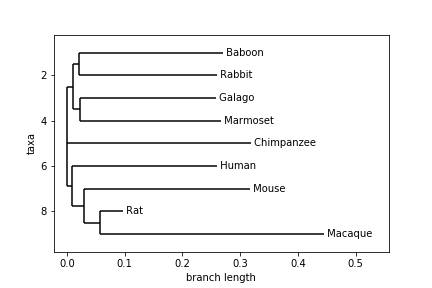 Baboon
2
Rabbit
Galago
4
Marmoset
taxa
Chimpanzee
6
Human
Mouse
8
Rat
Macaque
0.0 0.1 0.2 0.3 0.4 0.5
branch length